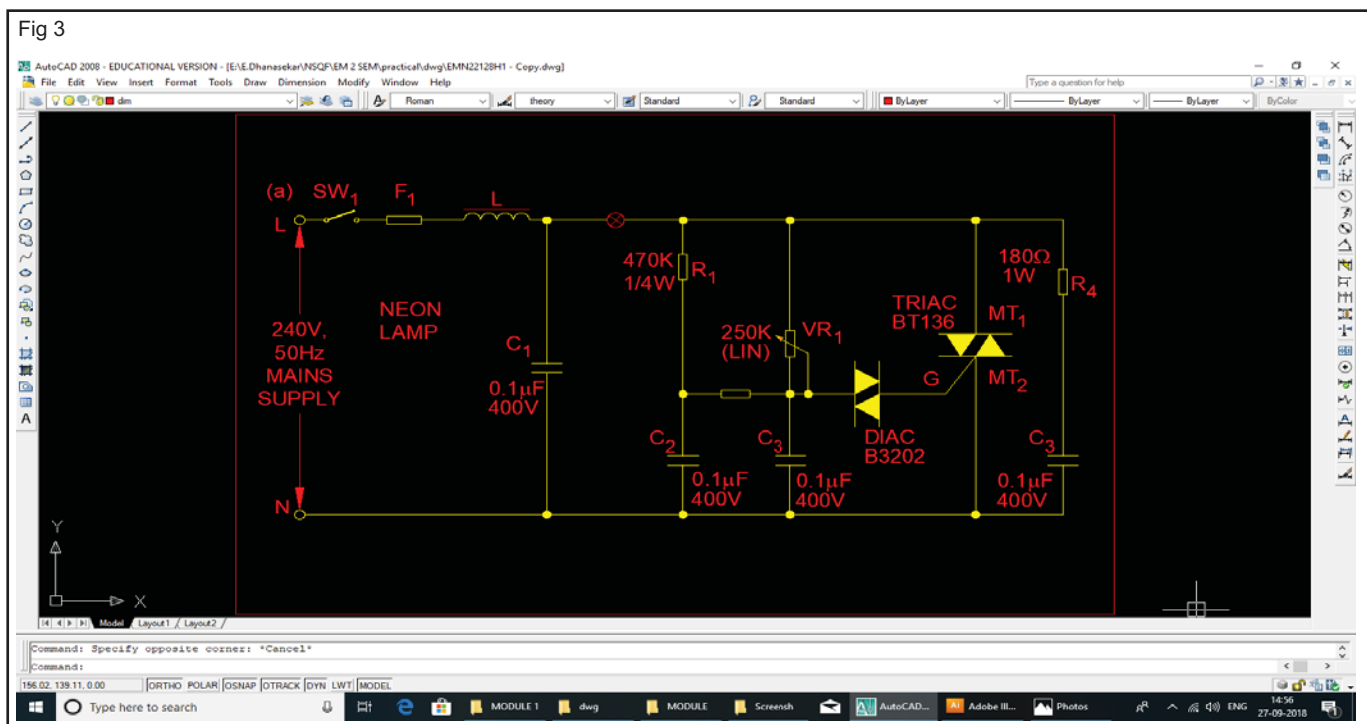 Fig 3
AutoCAD 2008 - EDUCATIONAL VERSION - [E:\E.Dhanasekar\NSQF\EM 2 SEM\practical\dwg\EMN22128H1 - Copy.dwg]
File Edit View Insert Format Tools Draw Dimension Modify Window Help
Type a question for help
dim Roman theory Standard Standard ByLayer ByLayer ByLayer ByColor
(a) SW1 F1 L
L
470K
1/4W
R1
180Ω
1W
R4
NEON
LAMP
TRIAC
BT136
MT1
240V,
50Hz
MAINS
SUPPLY
C1
0.1µF
400V
250K
(LIN)
VR1
G
MT2
C2
0.1µF
400V
C3
0.1µF
400V
DIAC
B3202
C3
0.1µF
400V
N
Y
X
Model Layout1 Layout2
Command: Specify opposite corner: *Cancel*
Command:
156.02, 139.11, 0.00 ORTHO POLAR OSNAP OTRACK DYN LWT MODEL
Type here to search MODULE 1 dwg MODULE Screensh AutoCAD... Adobe Ill... Photos ENG 14:56
27-09-2018